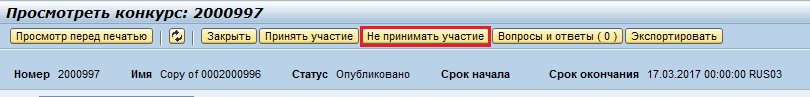 Просмотреть конкурс: 2000997
Просмотр перед печатью Закрыть Принять участие Не принимать участие Вопросы и ответы ( 0 ) Экспортировать
Номер 2000997 Имя Copy of 0002000996 Статус Опубликовано Срок начала Срок окончания 17.03.2017 00:00:00 RUS03